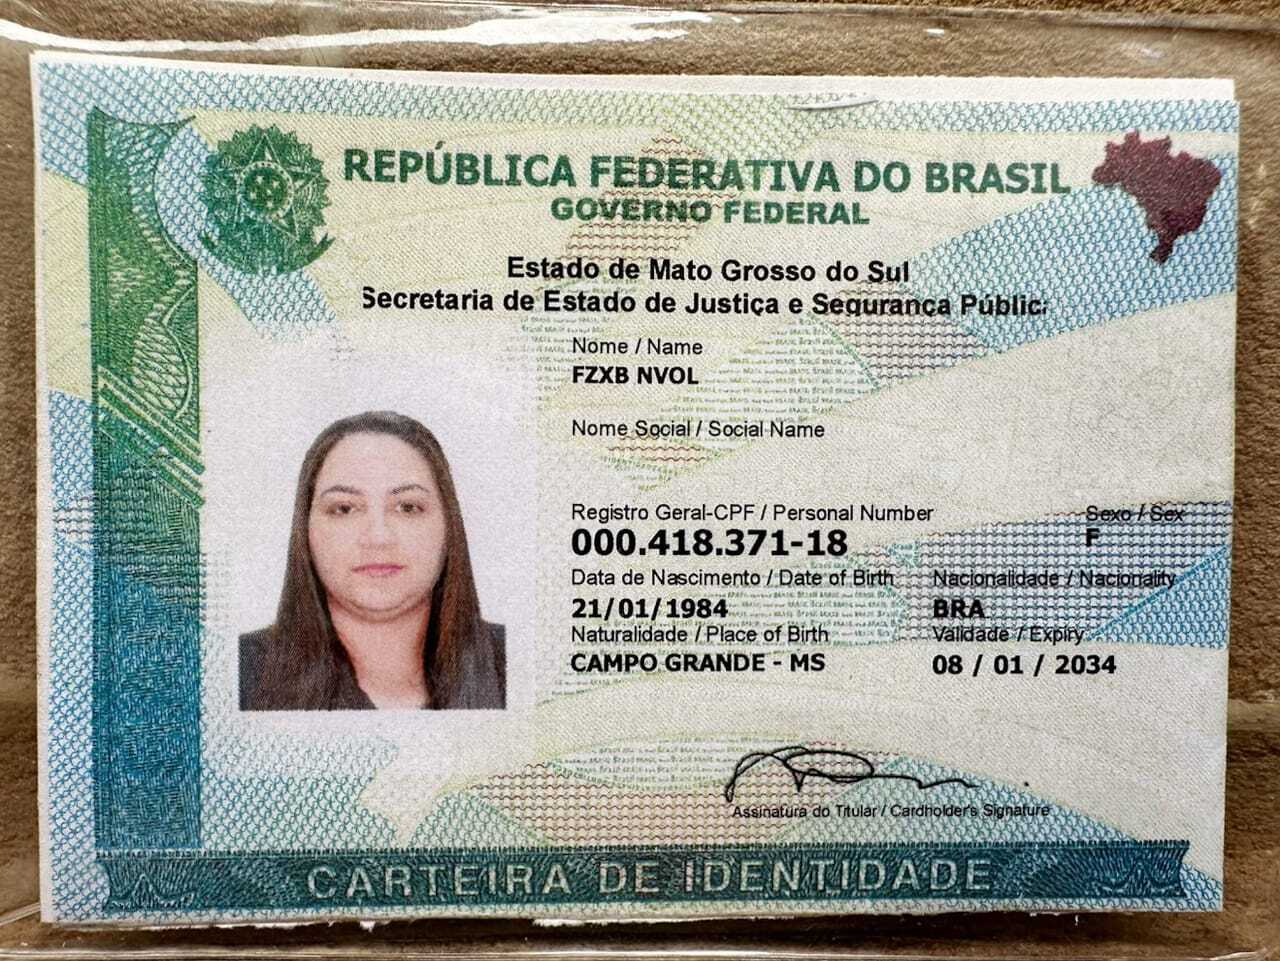 REPÚBLICA FEDERATIVA DO BRASIL
GOVERNO FEDERAL
Estado de Mato Grosso do Sul
Secretaria de Estado de Justiça e Segurança Públic
Nome / Name
FZXB NVOL
Nome Social / Social Name
Registro Geral-CPF / Personal Number
Sexo / Sex
000.418.371-18
F
Data de Nascimento / Date of Birth
Nacionalidade / Nacionality
21/01/1984
BRA
Naturalidade / Place of Birth
Validade / Expiry
CAMPO GRANDE - MS
08 / 01 / 2034
Assinatura do Titular / Cardholder's Signature
CARTEIRA DE IDENTIDADE